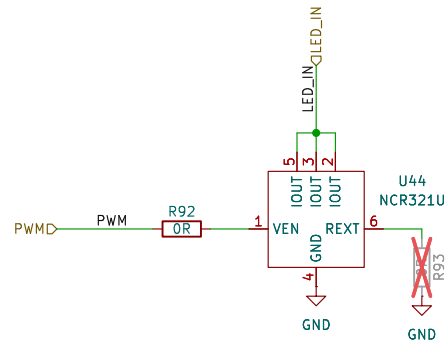 LED_IN
LED_IN
5
3
2
IOUT
IOUT
IOUT
U44
NCR321U
R92
PWM
PWM
0R
1
VEN
REXT
6
GND
4
R93
GND
GND